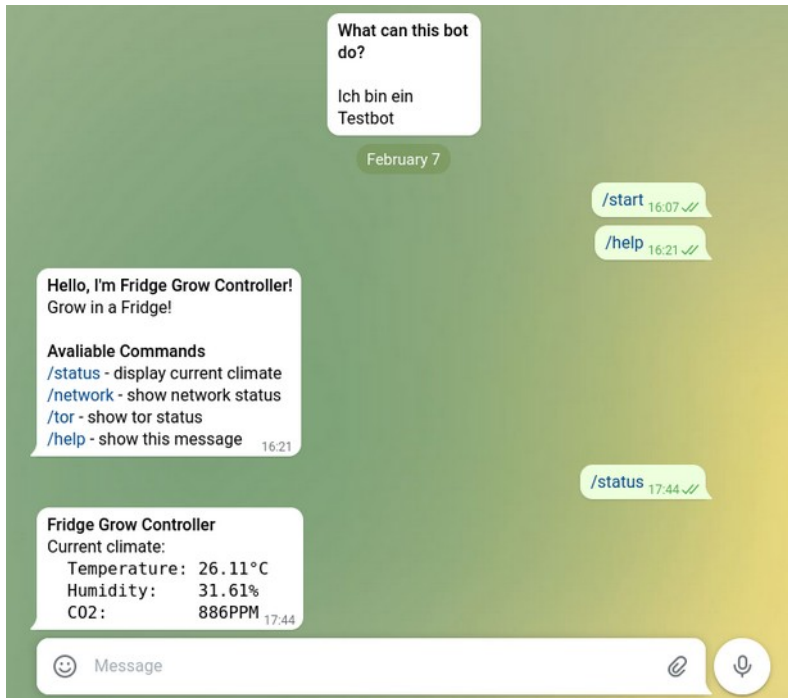 What can this bot
do?
Ich bin ein
Testbot
February 7
/start 16:07
/help 16:21
Hello, I'm Fridge Grow Controller!
Grow in a Fridge!
Avaliable Commands
/status - display current climate
/network - show network status
/tor - show tor status
/help - show this message 16:21
/status 17:44
Fridge Grow Controller
Current climate:
Temperature: 26.11°C
Humidity: 31.61%
CO2: 886PPM 17:44
Message